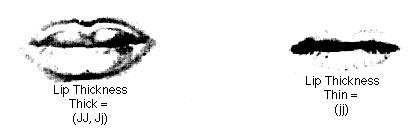 Lip Thickness
Thick =
(JJ, Jj)
Lip Thickness
Thin =
(jj)